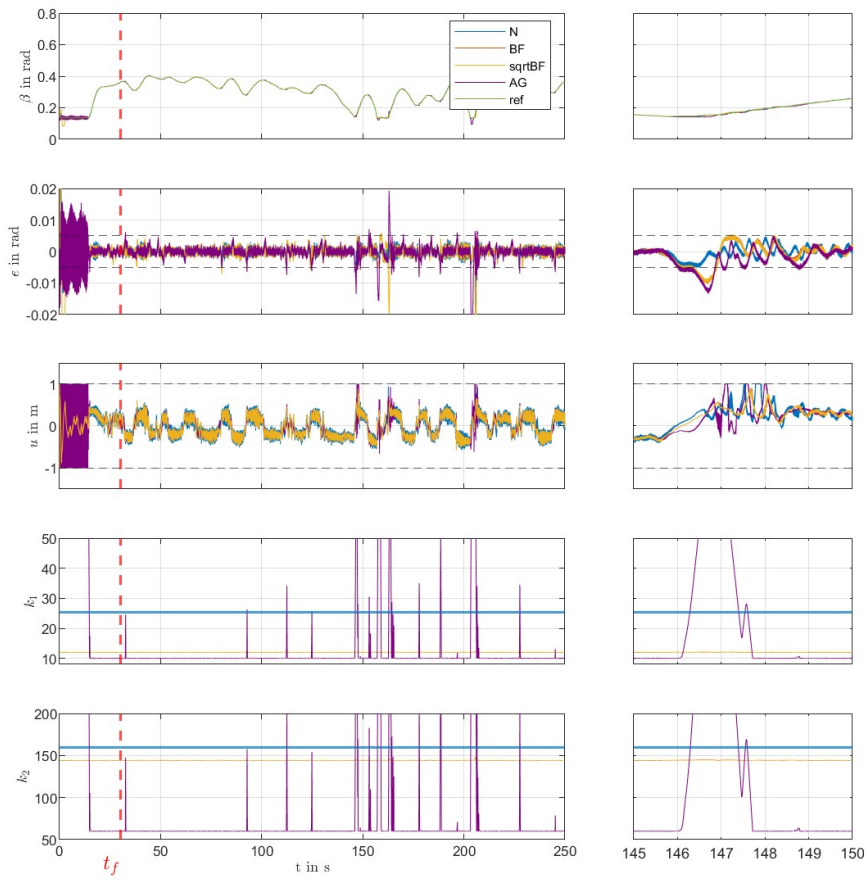 0.8
0.6
0.4
0.2
0
β in rad
N
BF
sqrtBF
AG
ref
0.02
0.01
0
-0.01
-0.02
e in rad
1
0
-1
u in m
50
40
30
20
10
k₁
200
150
100
50
k₂
0 50 100 150 200 250
t_f
t in s
145 146 147 148 149 150